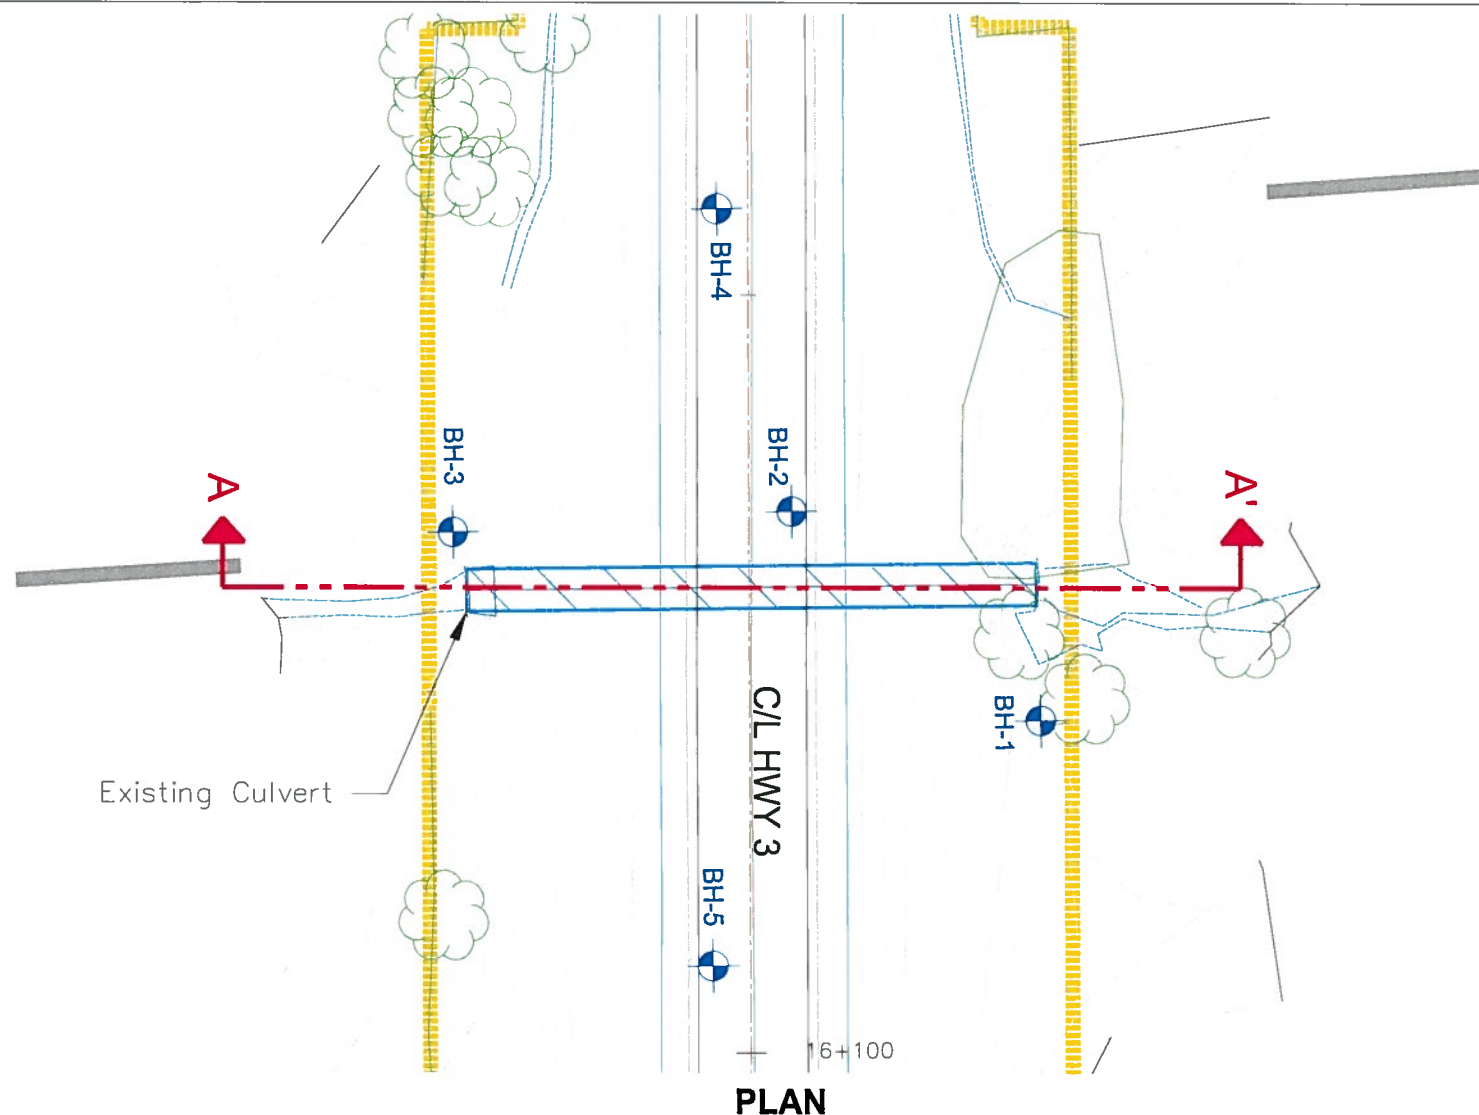 BH-4
BH-3
BH-2
A
A'
BH-1
C/L HWY 3
Existing Culvert
BH-5
16+100
PLAN